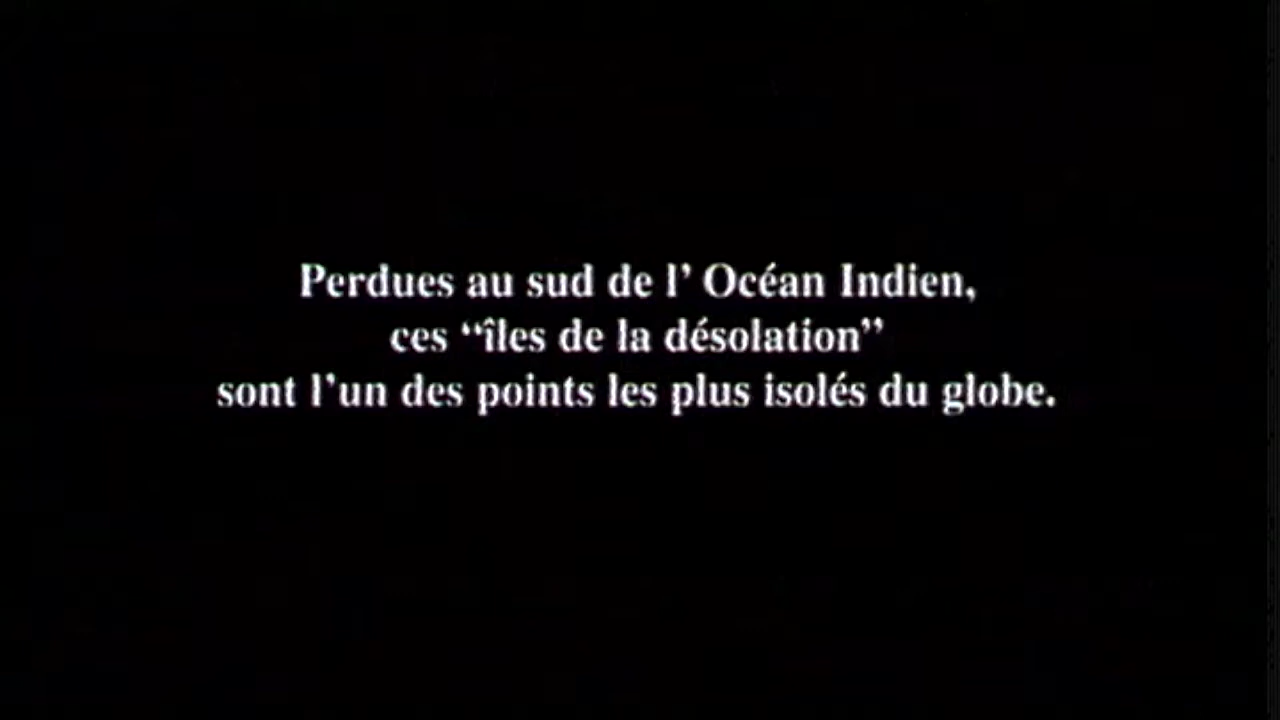 Perdues au sud de l’ Océan Indien,
ces “îles de la désolation”
sont l’un des points les plus isolés du globe.